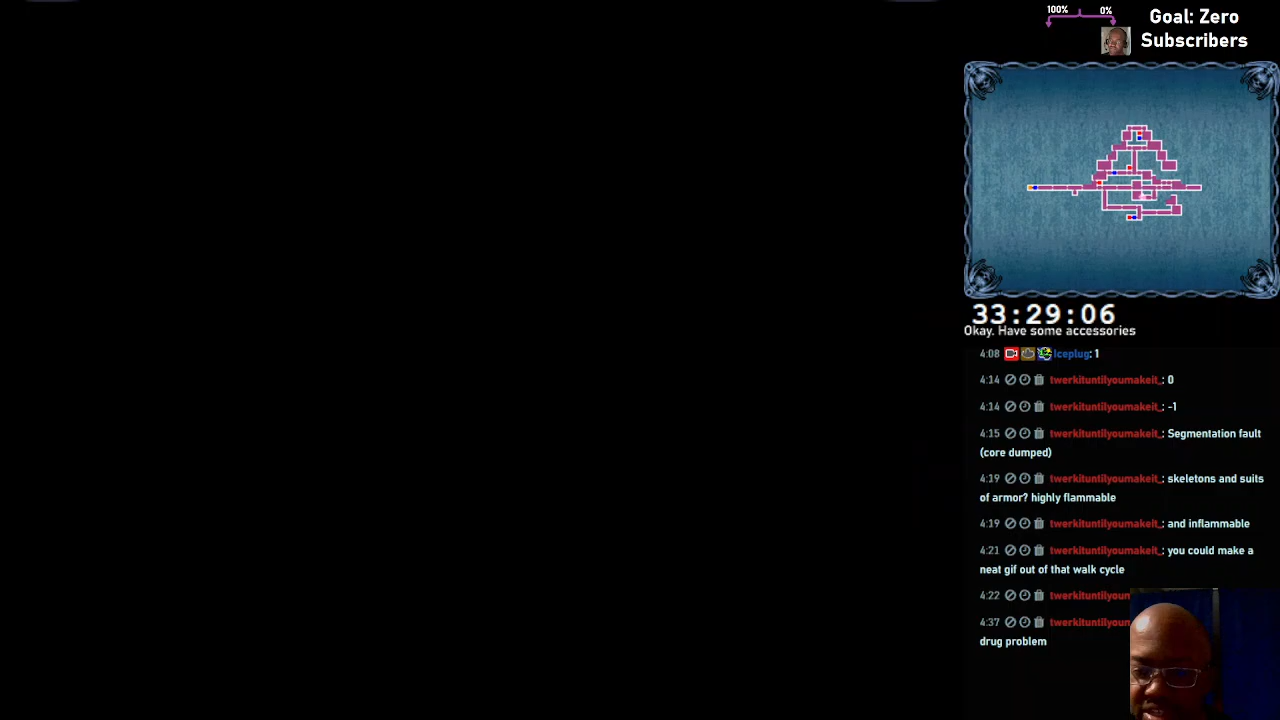 100% 0% Goal: Zero
Subscribers
33:29:06
Okay. Have some accessories
4:08 Iceplug: 1
4:14 twerkituntilyoumakeit_: 0
4:14 twerkituntilyoumakeit_: -1
4:15 twerkituntilyoumakeit_: Segmentation fault
(core dumped)
4:19 twerkituntilyoumakeit_: skeletons and suits
of armor? highly flammable
4:19 twerkituntilyoumakeit_: and inflammable
4:21 twerkituntilyoumakeit_: you could make a
neat gif out of that walk cycle
4:22 twerkituntilyoum
4:37 twerkituntilyoum
drug problem